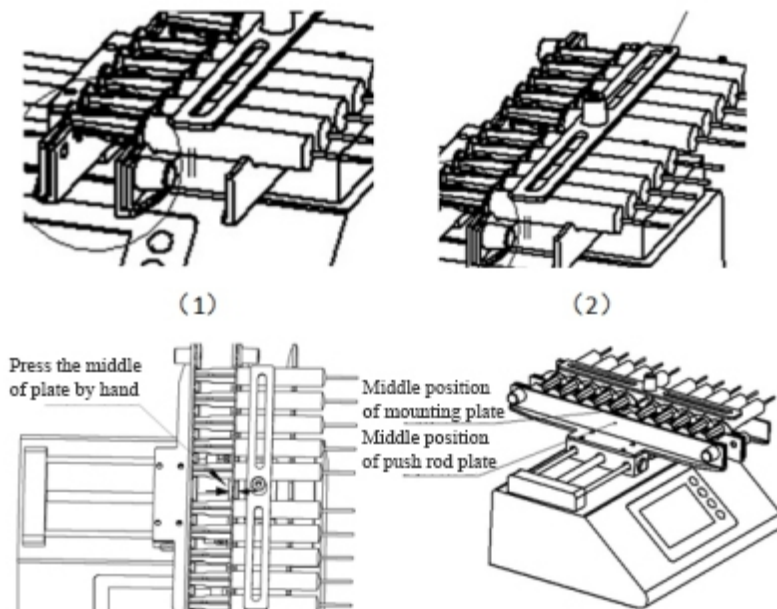 (1)
(2)
Press the middle
of plate by hand
Middle position
of mounting plate
Middle position
of push rod plate